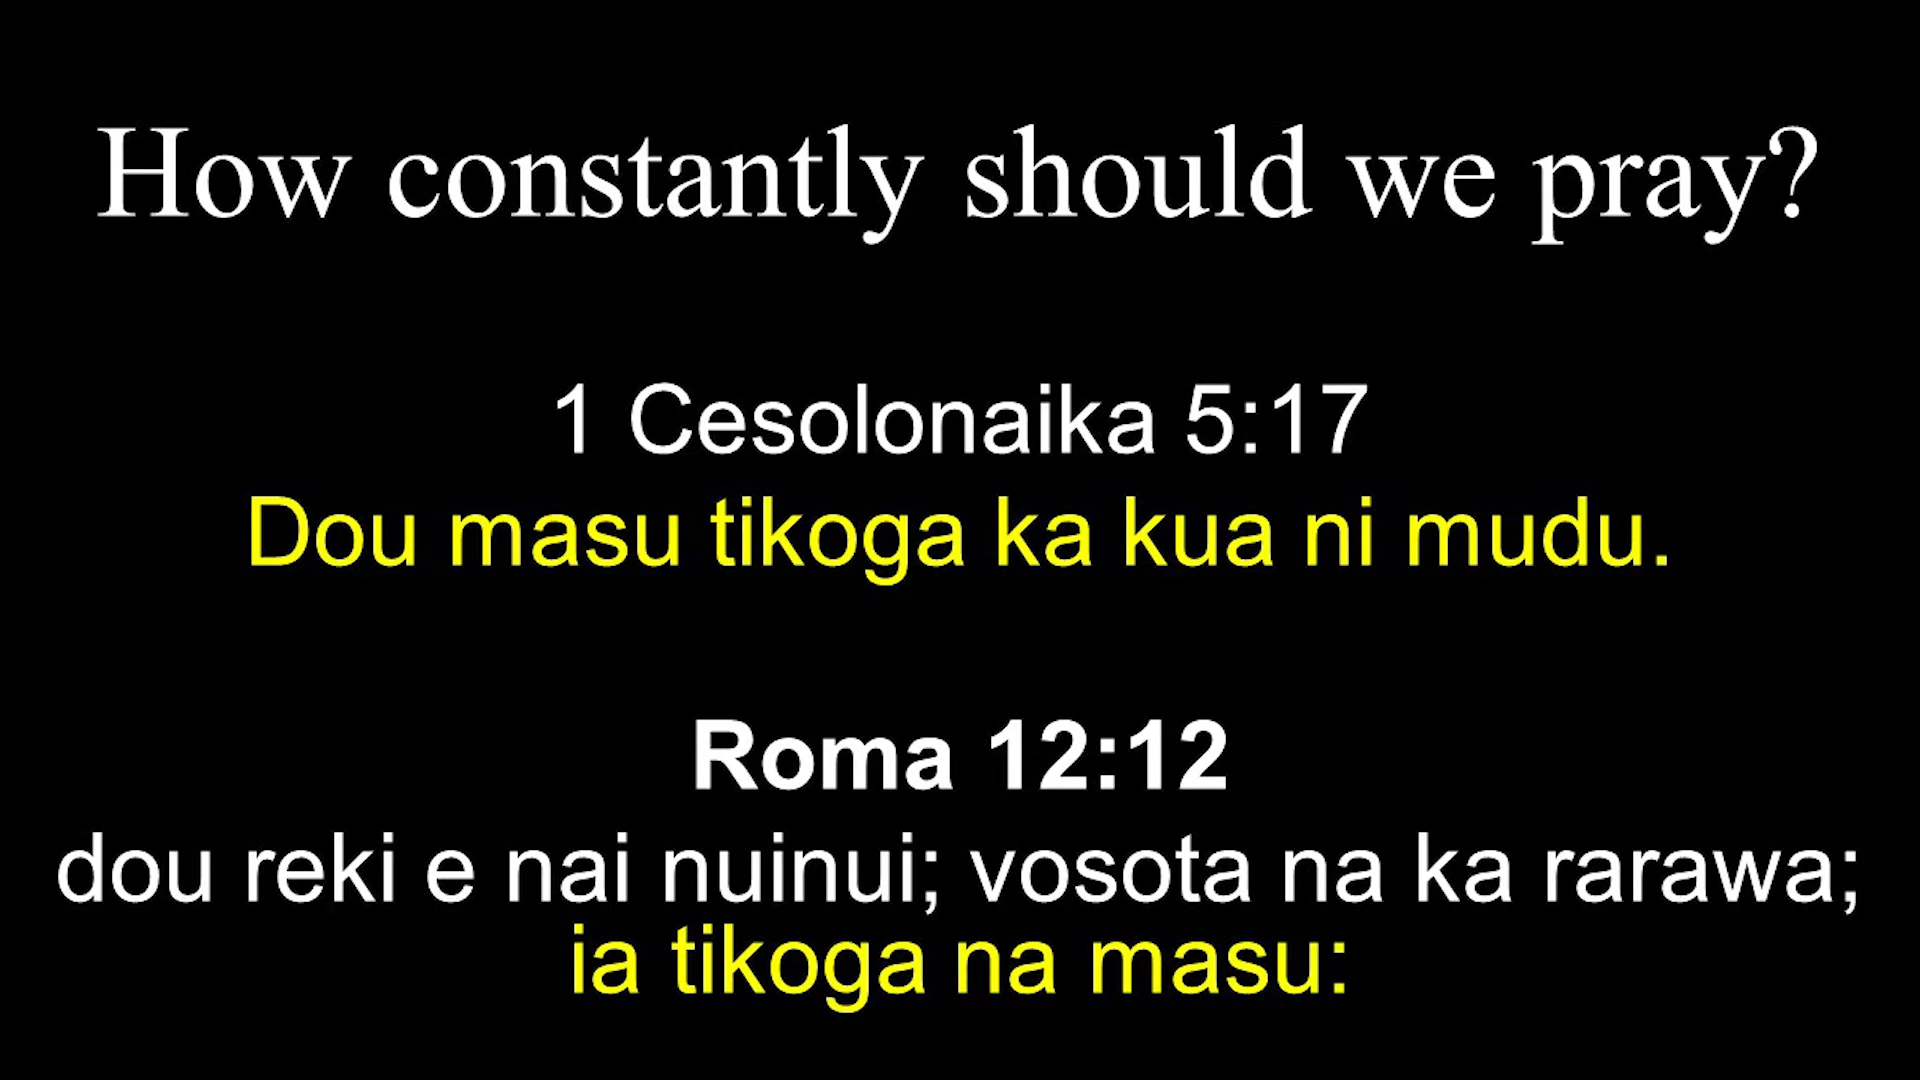 How constantly should we pray?
1 Cesolonaika 5:17
Dou masu tikoga ka kua ni mudu.
Roma 12:12
dou reki e nai nuinui; vosota na ka rarawa;
ia tikoga na masu: